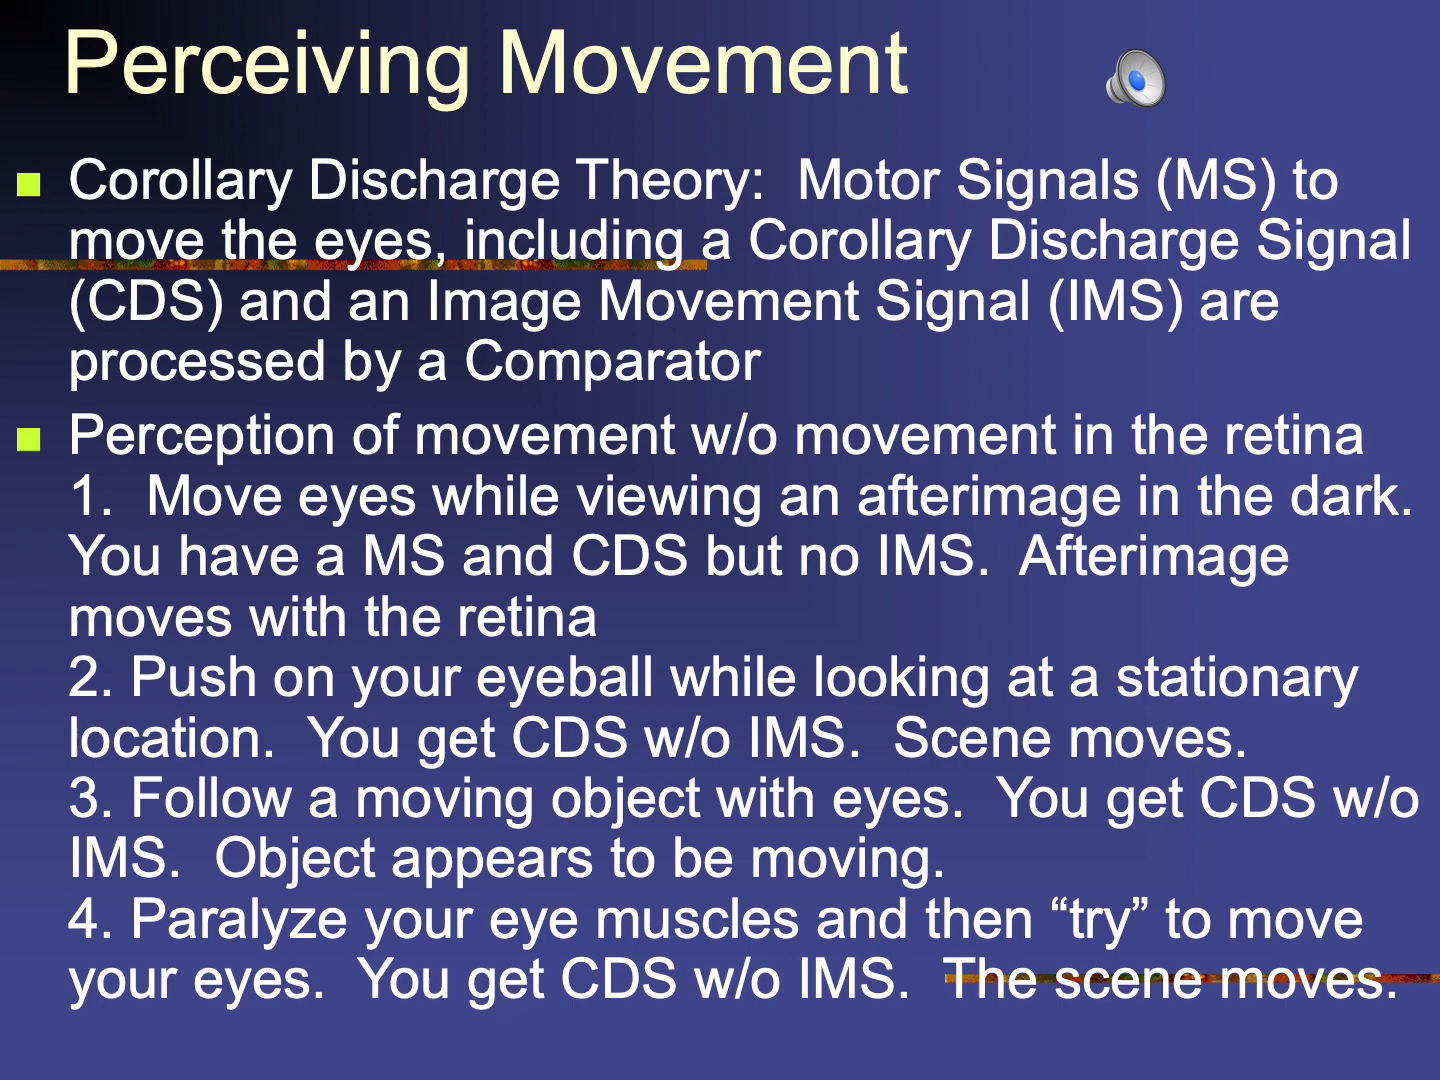 Perceiving Movement
Corollary Discharge Theory:  Motor Signals (MS) to
move the eyes, including a Corollary Discharge Signal
(CDS) and an Image Movement Signal (IMS) are
processed by a Comparator
Perception of movement w/o movement in the retina
1.  Move eyes while viewing an afterimage in the dark.
You have a MS and CDS but no IMS.  Afterimage
moves with the retina
2. Push on your eyeball while looking at a stationary
location.  You get CDS w/o IMS.  Scene moves.
3. Follow a moving object with eyes.  You get CDS w/o
IMS.  Object appears to be moving.
4. Paralyze your eye muscles and then “try” to move
your eyes.  You get CDS w/o IMS.  The scene moves.